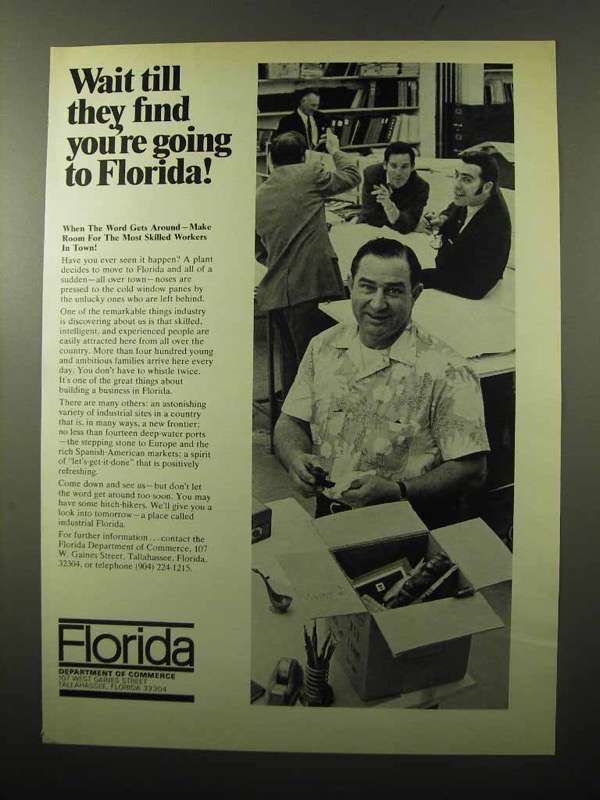 Wait till
they find
you're going
to Florida!
When The Word Gets Around—Make
Room For The Most Skilled Workers
In Town!
Have you ever seen it happen? A plant
decides to move to Florida and all of a
sudden—all over town—noses are
pressed to the cold window panes by
the unlucky ones who are left behind.
One of the remarkable things industry
is discovering about us is that skilled,
intelligent, and experienced people are
easily attracted here from all over the
country. More than four hundred young
and ambitious families arrive here every
day. You don't have to whistle twice.
It's one of the great things about
building a business in Florida.
There are many others: an astonishing
variety of industrial sites in a country
that is, in many ways, a new frontier;
no less than fourteen deep-water ports
—the stepping stone to Europe and the
rich Spanish-American markets; a spirit
of "let's-get-it-done" that is positively
refreshing.
Come down and see us—but don't let
the word get around too soon. You may
have some hitch-hikers. We'll give you a
look into tomorrow—a place called
industrial Florida.
For further information...contact the
Florida Department of Commerce, 107
W. Gaines Street, Tallahassee, Florida,
32304, or telephone (904) 224-1215.
Florida
DEPARTMENT OF COMMERCE
107 WEST GAINES STREET
TALLAHASSEE, FLORIDA 32304